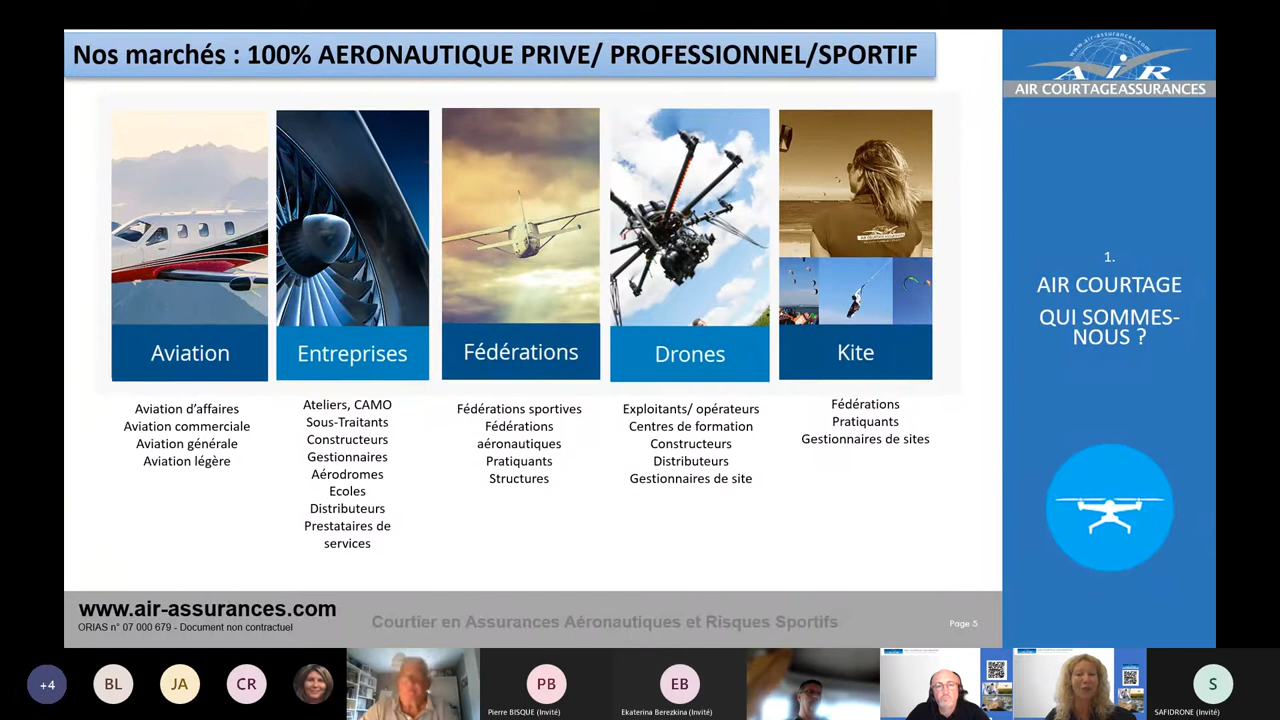 Nos marchés : 100% AERONAUTIQUE PRIVE/ PROFESSIONNEL/SPORTIF
www.air-assurances.com
AIR
AIR COURTAGEASSURANCES
Aviation
Entreprises
Fédérations
Drones
Kite
Aviation d’affaires
Aviation commerciale
Aviation générale
Aviation légère
Ateliers, CAMO
Sous-Traitants
Constructeurs
Gestionnaires
Aérodromes
Ecoles
Distributeurs
Prestataires de
services
Fédérations sportives
Fédérations
aéronautiques
Pratiquants
Structures
Exploitants/ opérateurs
Centres de formation
Constructeurs
Distributeurs
Gestionnaires de site
Fédérations
Pratiquants
Gestionnaires de sites
1.
AIR COURTAGE
QUI SOMMES-
NOUS ?
www.air-assurances.com
ORIAS n° 07 000 679 - Document non contractuel
Courtier en Assurances Aéronautiques et Risques Sportifs
Page 5
+4
BL
JA
CR
PB
Pierre BISQUE (Invité)
EB
Ekaterina Berezkina (Invité)
S
SAFIDRONE (Invité)